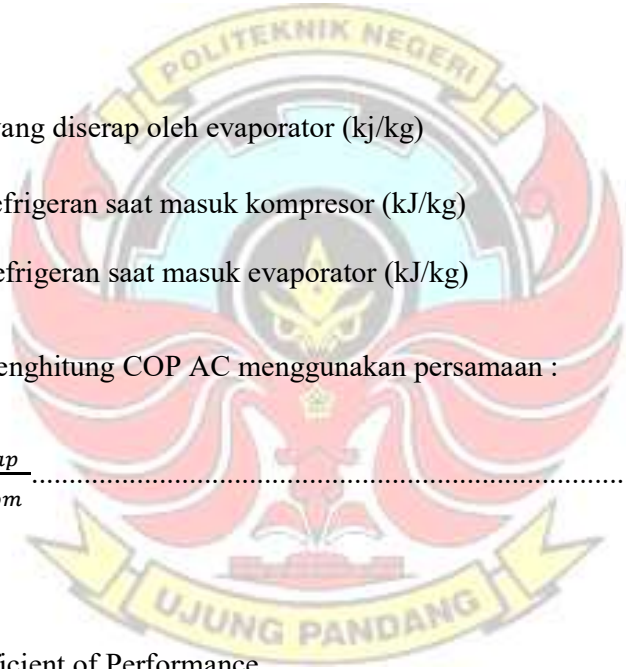 POLITEKNIK NEGERI
yang diserap oleh evaporator (kj/kg)
efrigeran saat masuk kompresor (kJ/kg)
efrigeran saat masuk evaporator (kJ/kg)
enghitung COP AC menggunakan persamaan :
ap
om
................................................................................
UJUNG PANDANG
ficient of Performance